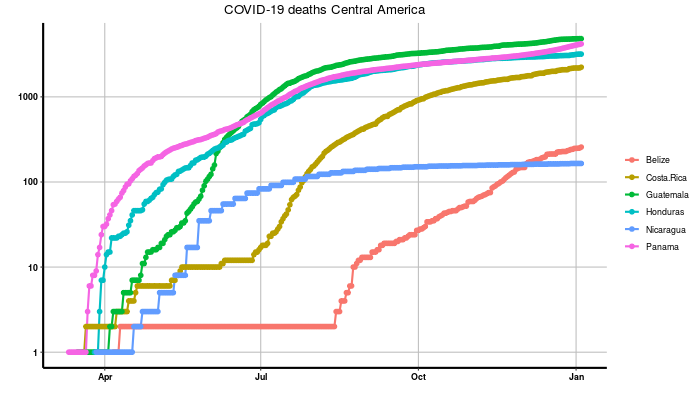 COVID-19 deaths Central America
1000
100
10
1
Apr
Jul
Oct
Jan
Belize
Costa.Rica
Guatemala
Honduras
Nicaragua
Panama